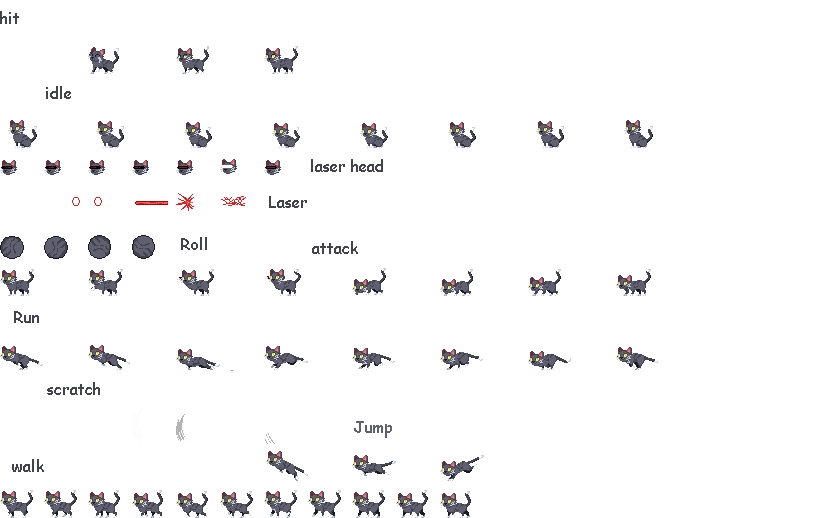 hit
idle
laser head
Laser
Roll
attack
Run
scratch
Jump
walk